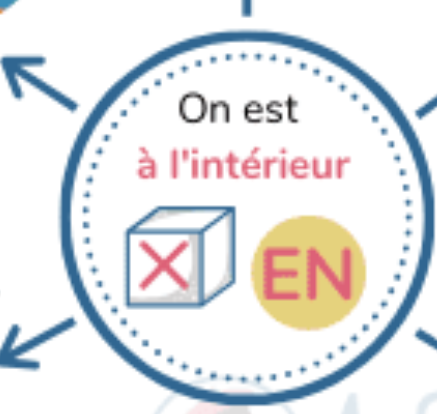 On est
à l'intérieur
EN